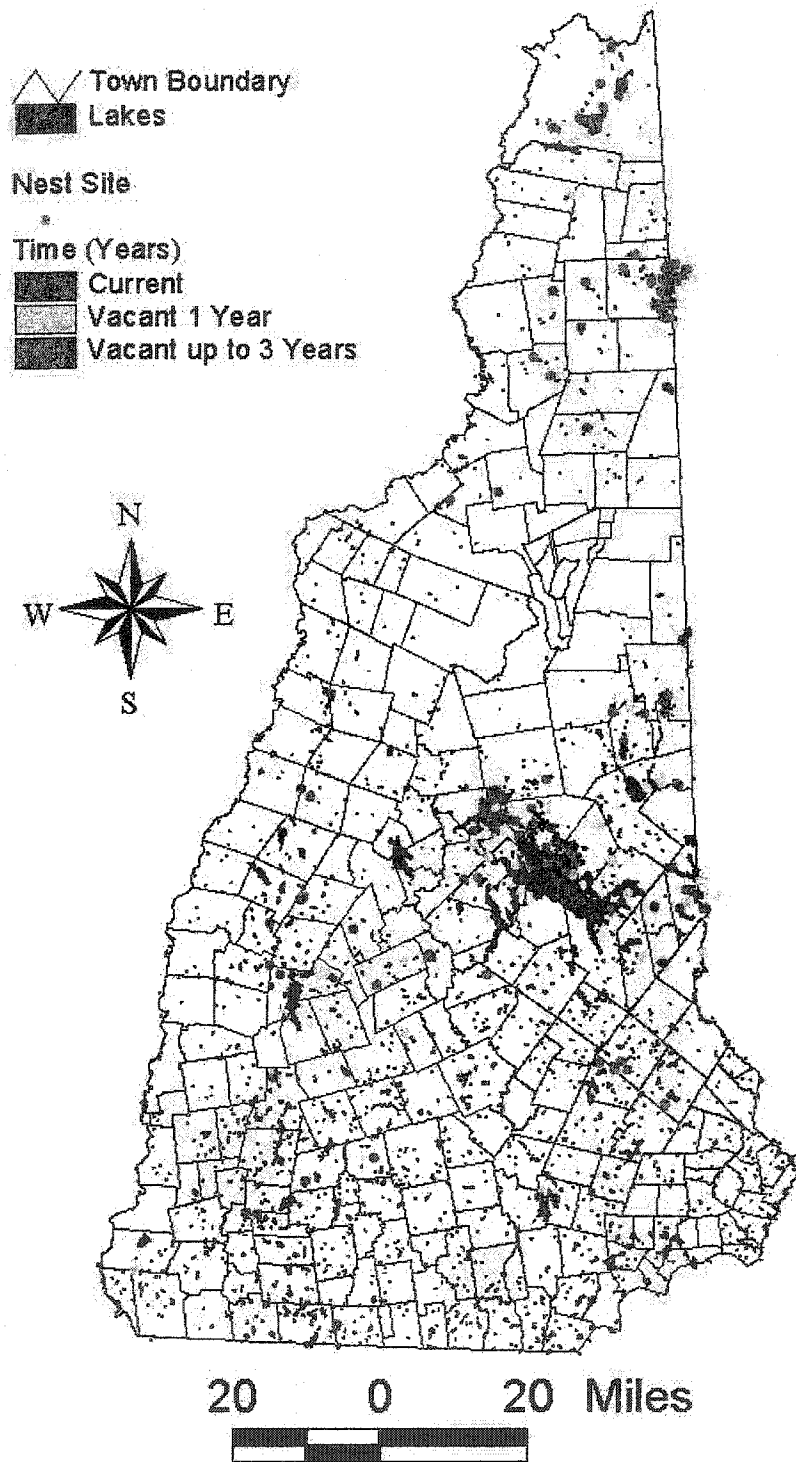 Town Boundary
Lakes
Nest Site
Time (Years)
Current
Vacant 1 Year
Vacant up to 3 Years
N
W E
S
20 0 20 Miles